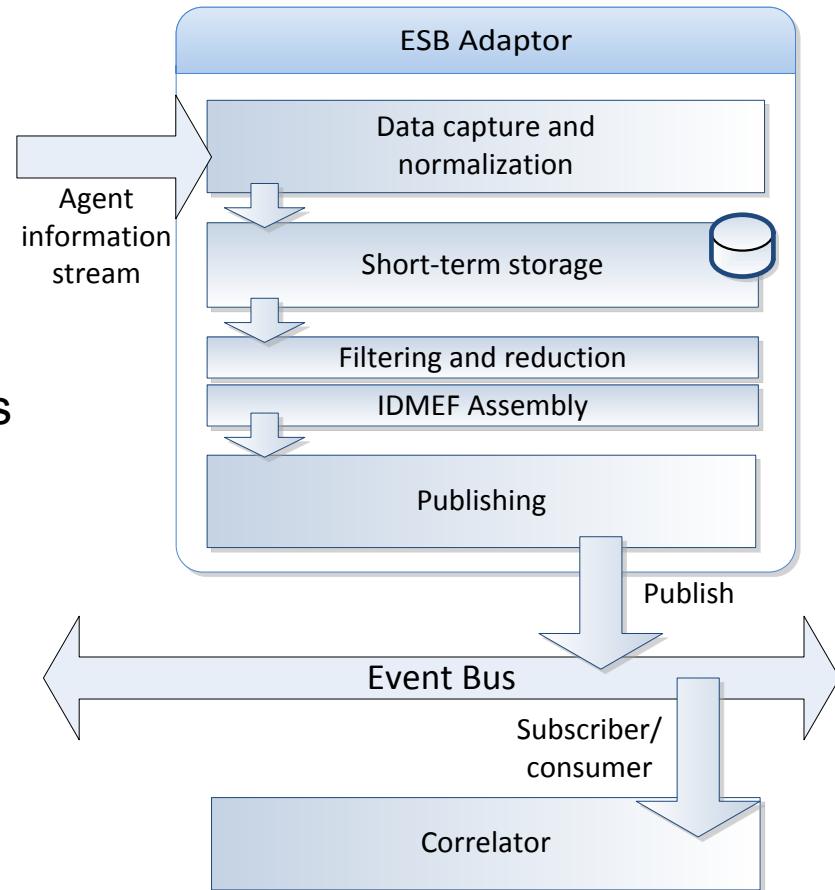 ESB Adaptor
Data capture and
normalization
Agent
information
stream
Short-term storage
Filtering and reduction
s
IDMEF Assembly
Publishing
Publish
Event Bus
Subscriber/
consumer
Correlator